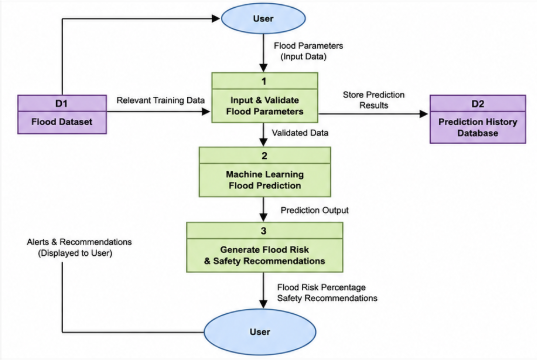 User
Flood Parameters
(Input Data)
1
Input & Validate
Flood Parameters
D1
Flood Dataset
Relevant Training Data
Store Prediction
Results
D2
Prediction History
Database
Validated Data
2
Machine Learning
Flood Prediction
Prediction Output
3
Generate Flood Risk
& Safety Recommendations
Alerts & Recommendations
(Displayed to User)
Flood Risk Percentage
Safety Recommendations
User